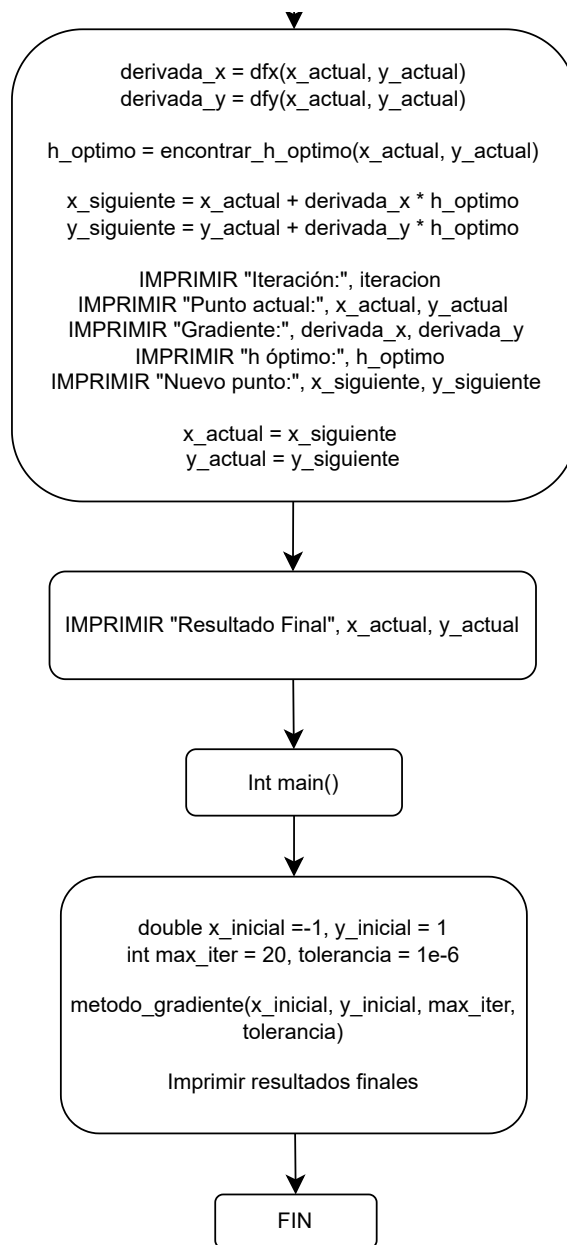 derivada_x = dfx(x_actual, y_actual)
derivada_y = dfy(x_actual, y_actual)
h_optimo = encontrar_h_optimo(x_actual, y_actual)
x_siguiente = x_actual + derivada_x * h_optimo
y_siguiente = y_actual + derivada_y * h_optimo
IMPRIMIR "Iteración:", iteracion
IMPRIMIR "Punto actual:", x_actual, y_actual
IMPRIMIR "Gradiente:", derivada_x, derivada_y
IMPRIMIR "h óptimo:", h_optimo
IMPRIMIR "Nuevo punto:", x_siguiente, y_siguiente
x_actual = x_siguiente
y_actual = y_siguiente
IMPRIMIR "Resultado Final", x_actual, y_actual
Int main()
double x_inicial =-1, y_inicial = 1
int max_iter = 20, tolerancia = 1e-6
metodo_gradiente(x_inicial, y_inicial, max_iter,
tolerancia)
Imprimir resultados finales
FIN